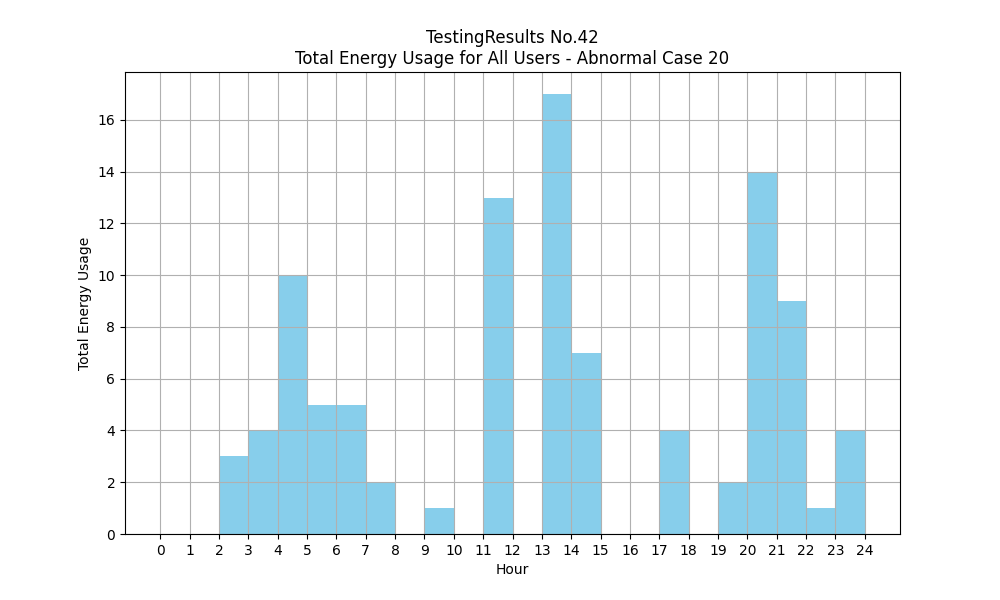 TestingResults No.42
Total Energy Usage for All Users - Abnormal Case 20
Total Energy Usage
16
14
12
10
8
6
4
2
0
0 1 2 3 4 5 6 7 8 9 10 11 12 13 14 15 16 17 18 19 20 21 22 23 24
Hour